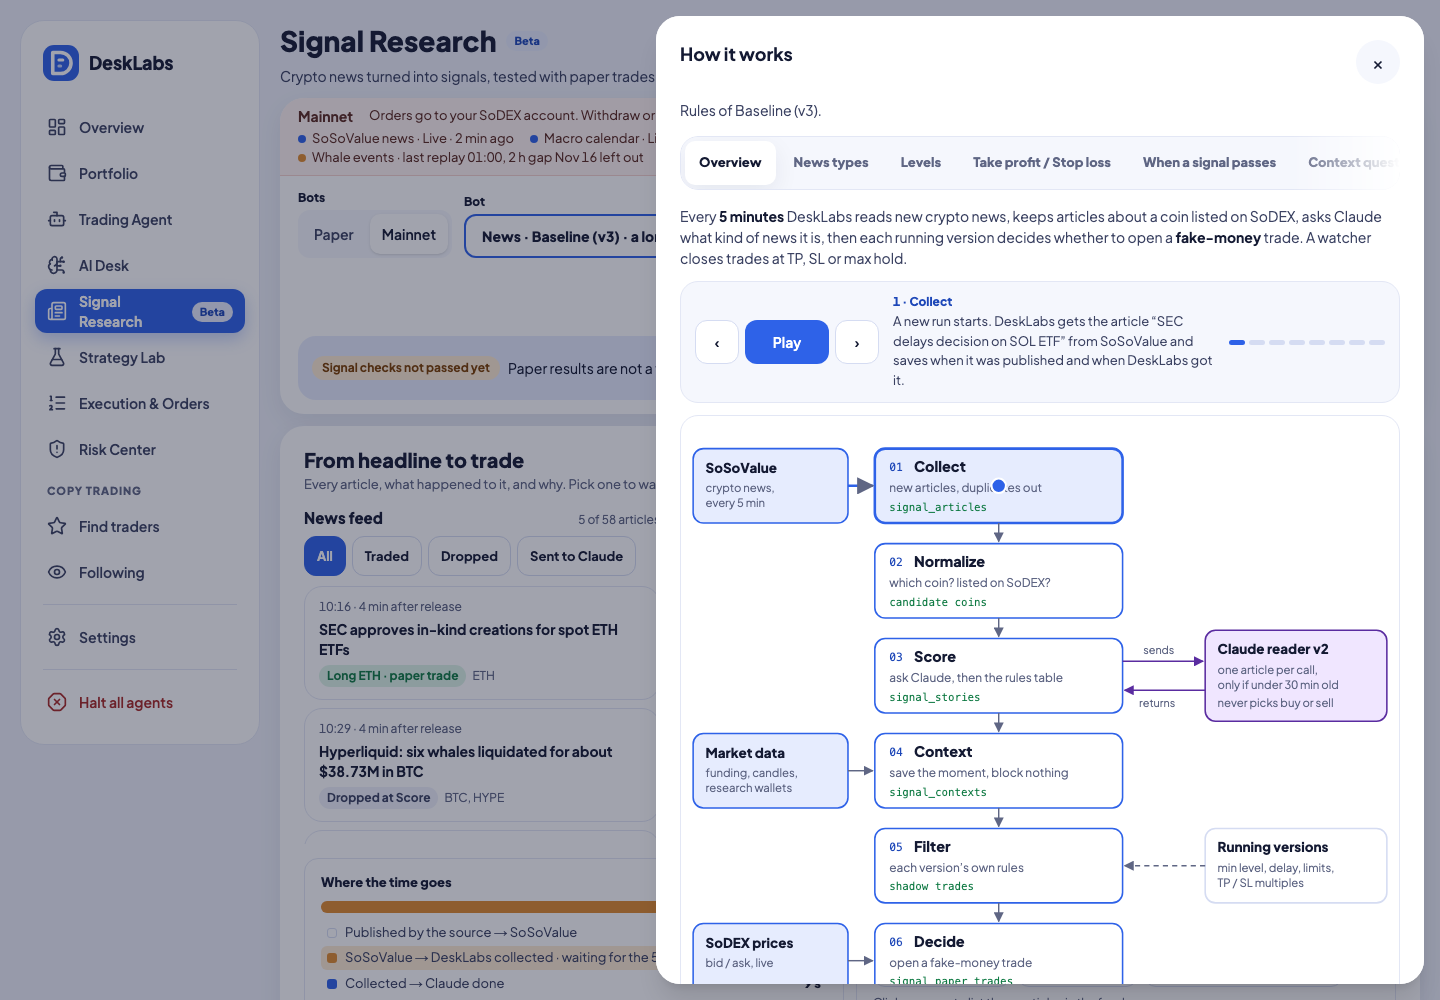 DeskLabs
Overview
Portfolio
Trading Agent
AI Desk
Signal
Research
Beta
Strategy Lab
Execution & Orders
Risk Center
COPY TRADING
Find traders
Following
Settings
Halt all agents
Signal Research
Beta
Crypto news turned into signals, tested with paper trades
Mainnet Orders go to your SoDEX account. Withdraw or
SoSoValue news · Live · 2 min ago Macro calendar · Li
Whale events · last replay 01:00, 2 h gap Nov 16 left out
Bots
Bot
Paper
Mainnet
News · Baseline (v3) · a lo
Signal checks not passed yet
Paper results are not a
From headline to trade
Every article, what happened to it, and why. Pick one to wa
News feed
5 of 58 articles
All
Traded
Dropped
Sent to Claude
10:16 · 4 min after release
SEC approves in-kind creations for spot ETH
ETFs
Long ETH · paper trade
ETH
10:29 · 4 min after release
Hyperliquid: six whales liquidated for about
$38.73M in BTC
Dropped at Score
BTC, HYPE
Where the time goes
Published by the source → SoSoValue
SoSoValue → DeskLabs collected · waiting for the 5
Collected → Claude done
How it works
×
Rules of Baseline (v3).
Overview
News types
Levels
Take profit / Stop loss
When a signal passes
Context ques
Every 5 minutes DeskLabs reads new crypto news, keeps articles about a coin listed on SoDEX, asks Claude
what kind of news it is, then each running version decides whether to open a fake-money trade. A watcher
closes trades at TP, SL or max hold.
‹
Play
›
1 · Collect
A new run starts. DeskLabs gets the article “SEC
delays decision on SOL ETF” from SoSoValue and
saves when it was published and when DeskLabs got
it.
SoSoValue
crypto news,
every 5 min
01 Collect
new articles, out
signal_articles
02 Normalize
which coin? listed on SoDEX?
candidate coins
03 Score
ask Claude, then the rules table
signal_stories
sends
returns
Claude reader v2
one article per call,
only if under 30 min old
never picks buy or sell
Market data
funding, candles,
research wallets
04 Context
save the moment, block nothing
signal_contexts
05 Filter
each version's own rules
shadow trades
Running versions
min level, delay, limits,
TP / SL multiples
SoDEX prices
bid / ask, live
06 Decide
open a fake-money trade
signal paper trades